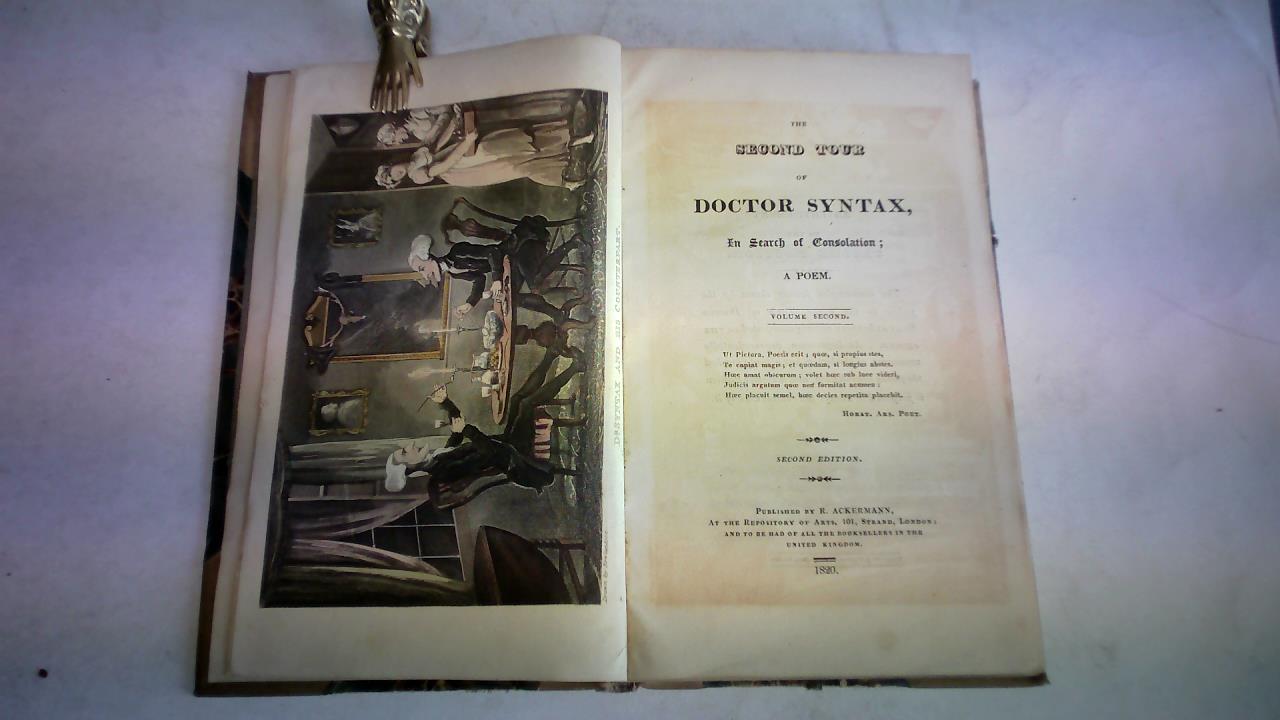 Dr SYNTAX AND HIS COUNTERPART.
THE
SECOND TOUR
OF
DOCTOR SYNTAX,
In Search of Consolation;
A POEM.
VOLUME SECOND.
Ut Pictura, Poesis erit; quæ, si propius stes,
Te capiat magis; et quædam, si longius abstes.
Hæc amat obscurum; volet hæc sub luce videri,
Judicis argutum quæ non formitat acumen:
Hæc placuit semel, hæc decies repetita placebit.
HORAT. ARS. POET.
SECOND EDITION.
PUBLISHED BY R. ACKERMANN,
AT THE REPOSITORY OF ARTS, 101, STRAND, LONDON;
AND TO BE HAD OF ALL THE BOOKSELLERS IN THE
UNITED KINGDOM.
1820.